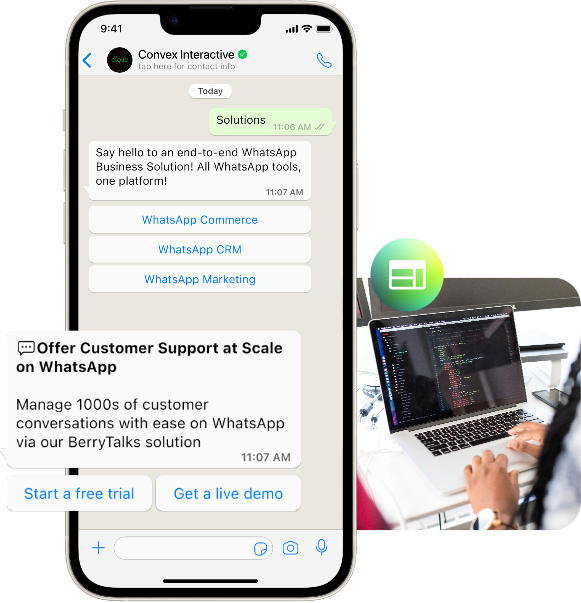 9:41
Convex Interactive
tap here for contact info
Today
Solutions
11:06 AM
Say hello to an end-to-end WhatsApp
Business Solution! All WhatsApp tools,
one platform!
11:07 AM
WhatsApp Commerce
WhatsApp CRM
WhatsApp Marketing
Offer Customer Support at Scale
on WhatsApp
Manage 1000s of customer
conversations with ease on WhatsApp
via our BerryTalks solution
11:07 AM
Start a free trial
Get a live demo